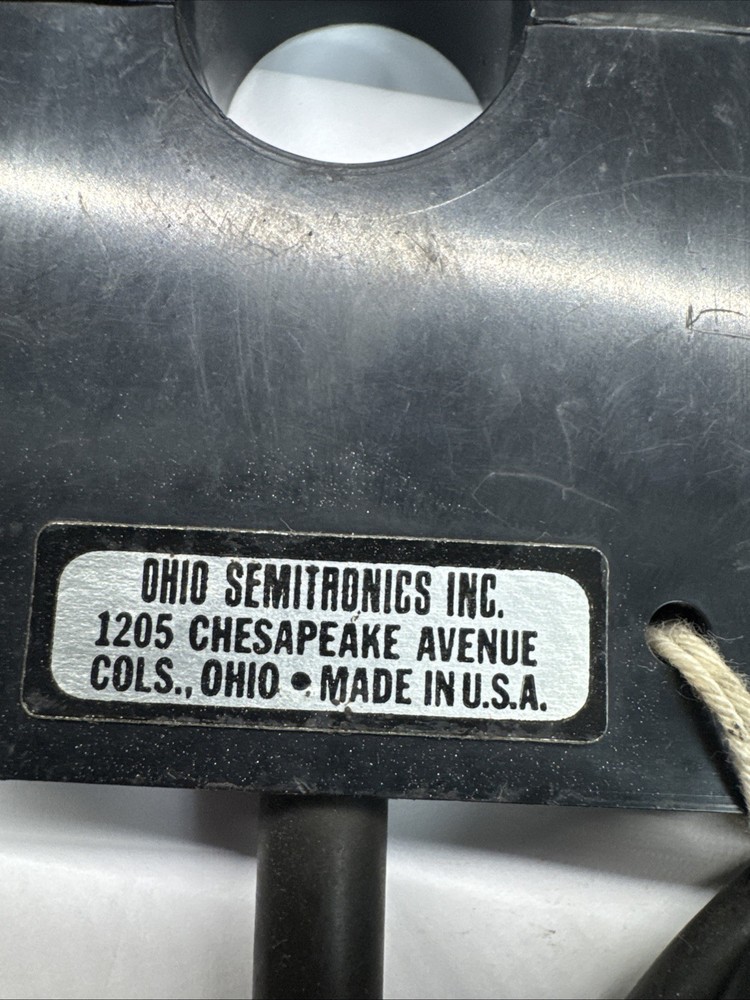 OHIO SEMITRONICS INC.
1205 CHESAPEAKE AVENUE
COLS., OHIO • MADE IN U.S.A.